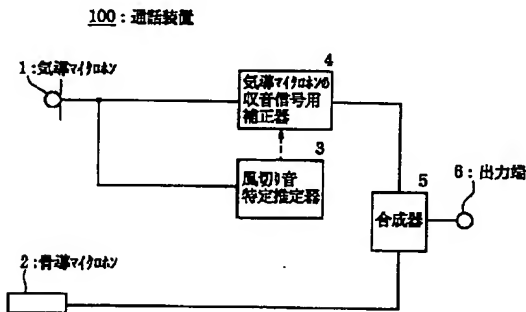 100：通話装置
1：気導マイクロホン
4
気導マイクロホンの
収音信号用
補正器
3
風切り音
特定推定器
5
合成器
6：出力端
2：骨導マイクロホン